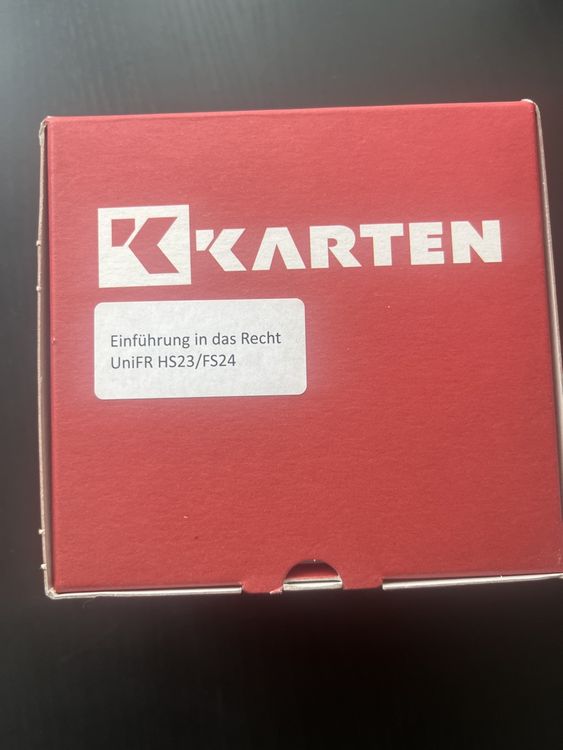 K KARTEN
Einführung in das Recht
UniFR HS23/FS24